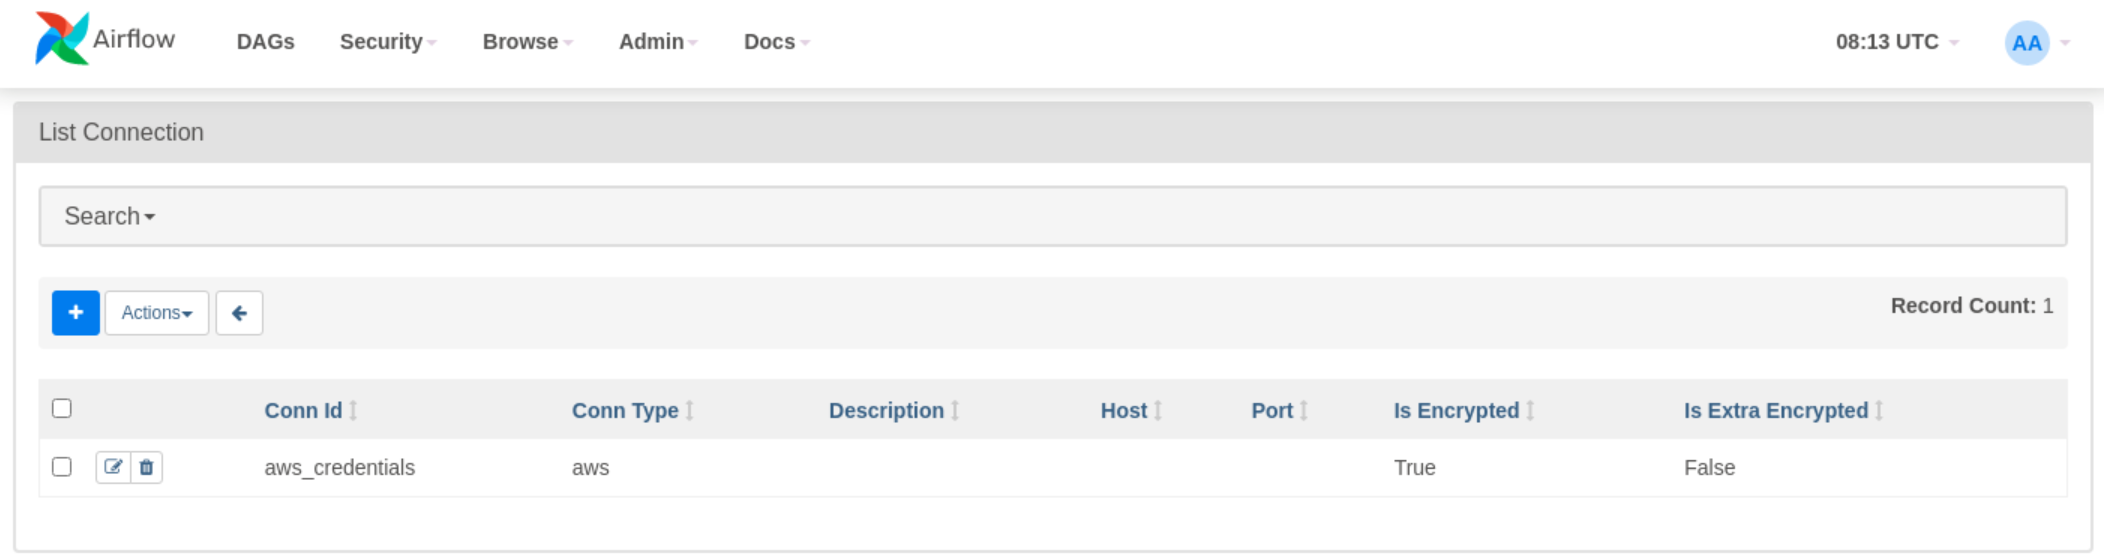 Airflow DAGs Security Browse Admin Docs 08:13 UTC AA
List Connection
Search
+ Actions Record Count: 1
Conn Id Conn Type Description Host Port Is Encrypted Is Extra Encrypted
aws_credentials aws True False